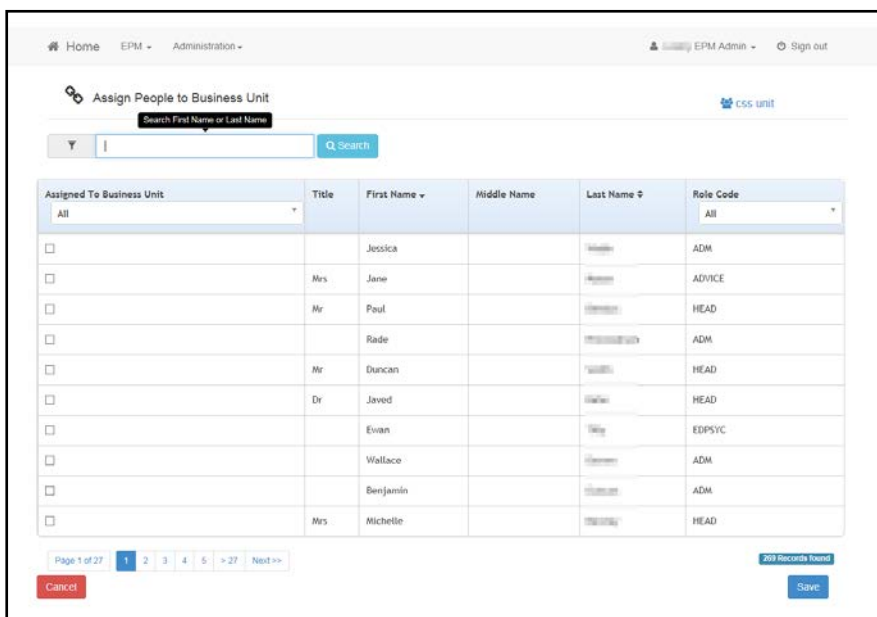 Home EPM Administration EPM Admin Sign out
Assign People to Business Unit css unit
Search First Name or Last Name
Search
Assigned To Business Unit Title First Name Middle Name Last Name Role Code
All All
Jessica ADM
Mrs Jane ADVICE
Mr Paul HEAD
Rade ADM
Mr Duncan HEAD
Dr Javed HEAD
Ewan EDPSYC
Wallace ADM
Benjamin ADM
Mrs Michelle HEAD
Page 1 of 27 1 2 3 4 5 > 27 Next >> 269 Records found
Cancel Save